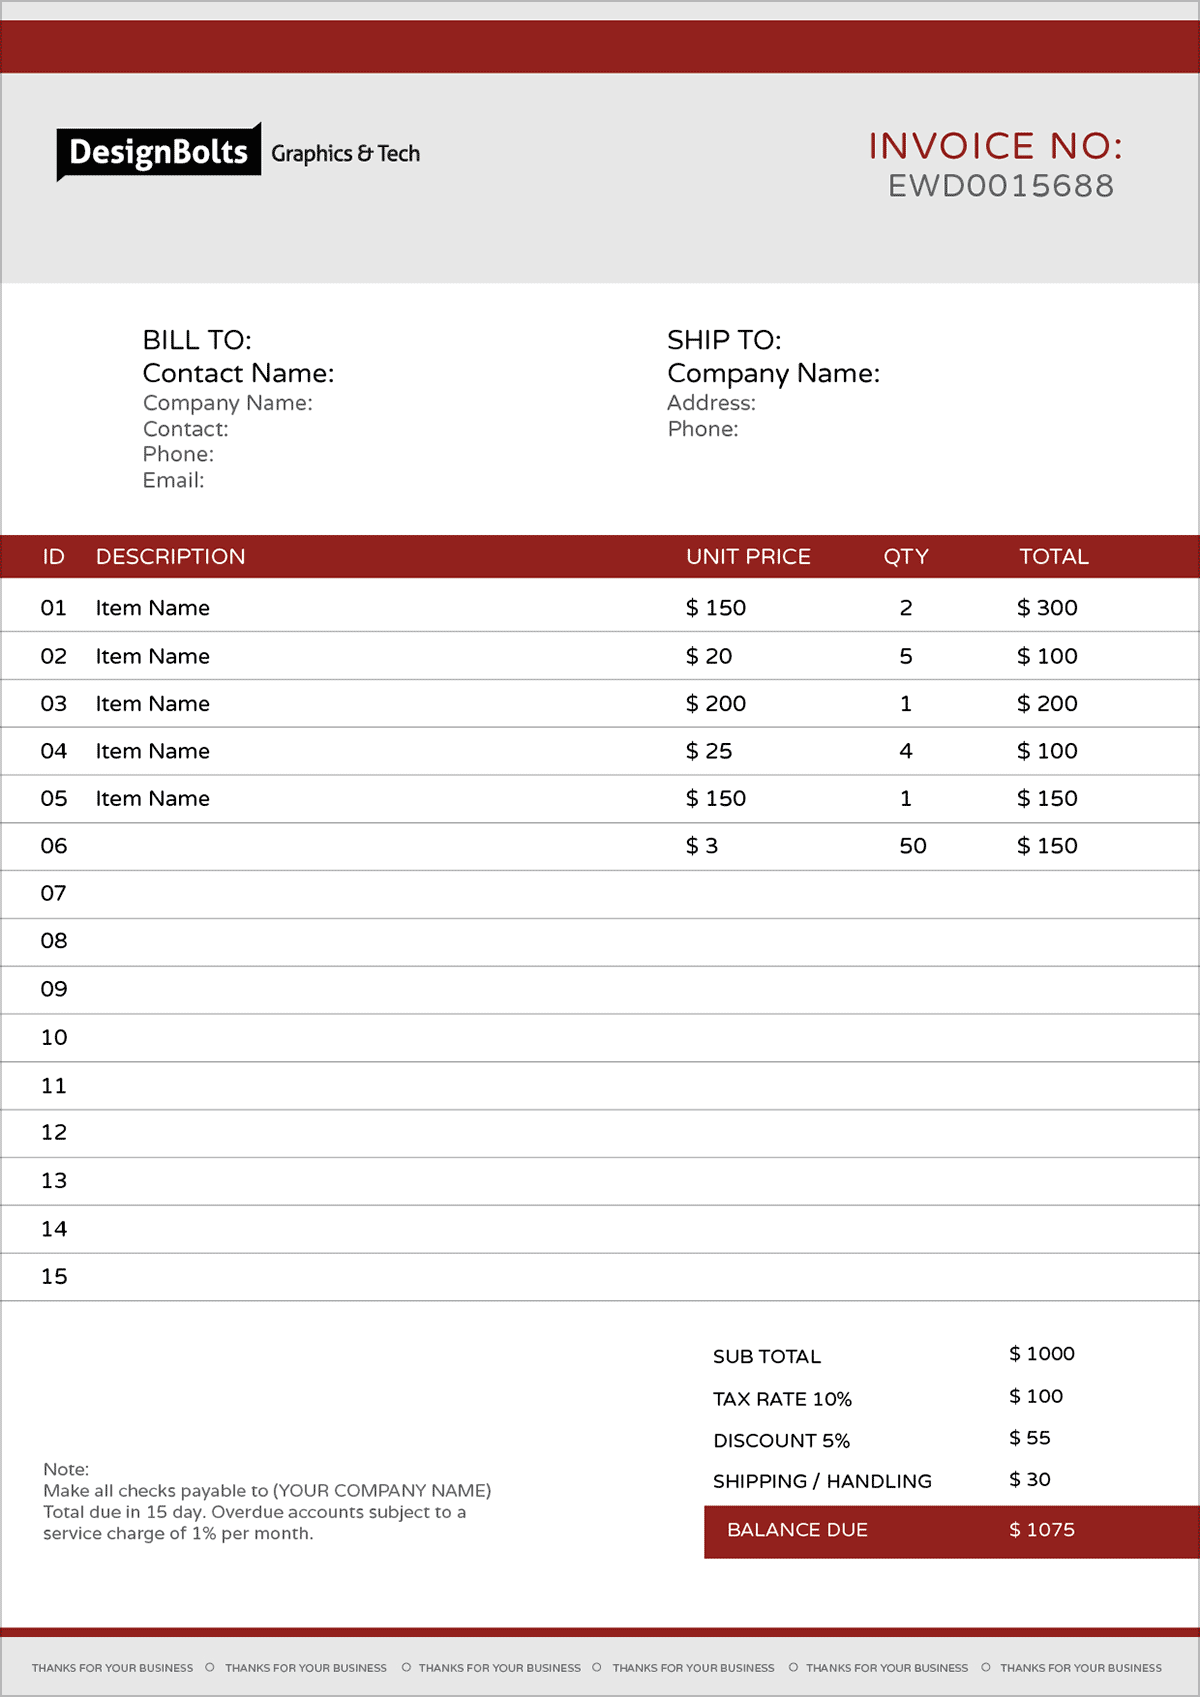 DesignBolts Graphics & Tech
INVOICE NO:
EWD0015688
BILL TO:
Contact Name:
Company Name:
Contact:
Phone:
Email:
SHIP TO:
Company Name:
Address:
Phone:
ID DESCRIPTION UNIT PRICE QTY TOTAL
01 Item Name $ 150 2 $ 300
02 Item Name $ 20 5 $ 100
03 Item Name $ 200 1 $ 200
04 Item Name $ 25 4 $ 100
05 Item Name $ 150 1 $ 150
06 $ 3 50 $ 150
07
08
09
10
11
12
13
14
15
SUB TOTAL $ 1000
TAX RATE 10% $ 100
DISCOUNT 5% $ 55
SHIPPING / HANDLING $ 30
BALANCE DUE $ 1075
Note:
Make all checks payable to (YOUR COMPANY NAME)
Total due in 15 day. Overdue accounts subject to a
service charge of 1% per month.
THANKS FOR YOUR BUSINESS O THANKS FOR YOUR BUSINESS O THANKS FOR YOUR BUSINESS O THANKS FOR YOUR BUSINESS O THANKS FOR YOUR BUSINESS O THANKS FOR YOUR BUSINESS